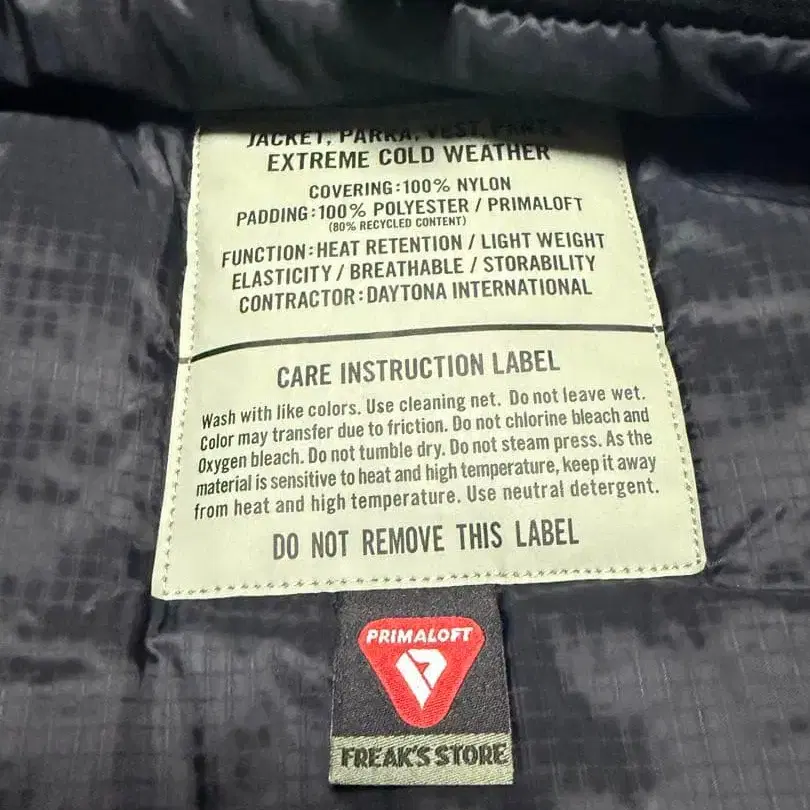 JACKET, PARKA, VEST, PANTS
EXTREME COLD WEATHER
COVERING:100% NYLON
PADDING:100% POLYESTER / PRIMALOFT
(80% RECYCLED CONTENT)
FUNCTION:HEAT RETENTION / LIGHT WEIGHT
ELASTICITY / BREATHABLE / STORABILITY
CONTRACTOR:DAYTONA INTERNATIONAL
CARE INSTRUCTION LABEL
Wash with like colors. Use cleaning net. Do not leave wet.
Color may transfer due to friction. Do not chlorine bleach and
Oxygen bleach. Do not tumble dry. Do not steam press. As the
material is sensitive to heat and high temperature, keep it away
from heat and high temperature. Use neutral detergent.
DO NOT REMOVE THIS LABEL
PRIMALOFT
FREAK'S STORE